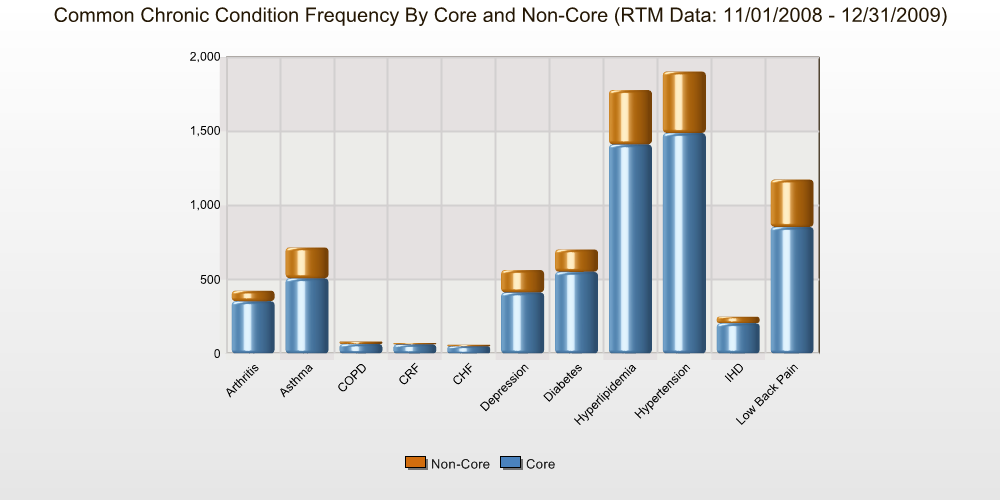 Common Chronic Condition Frequency By Core and Non-Core (RTM Data: 11/01/2008 - 12/31/2009)
2,000
1,500
1,000
500
0
Arthritis
Asthma
COPD
CRF
CHF
Depression
Diabetes
Hyperlipidemia
Hypertension
IHD
Low Back Pain
Non-Core
Core